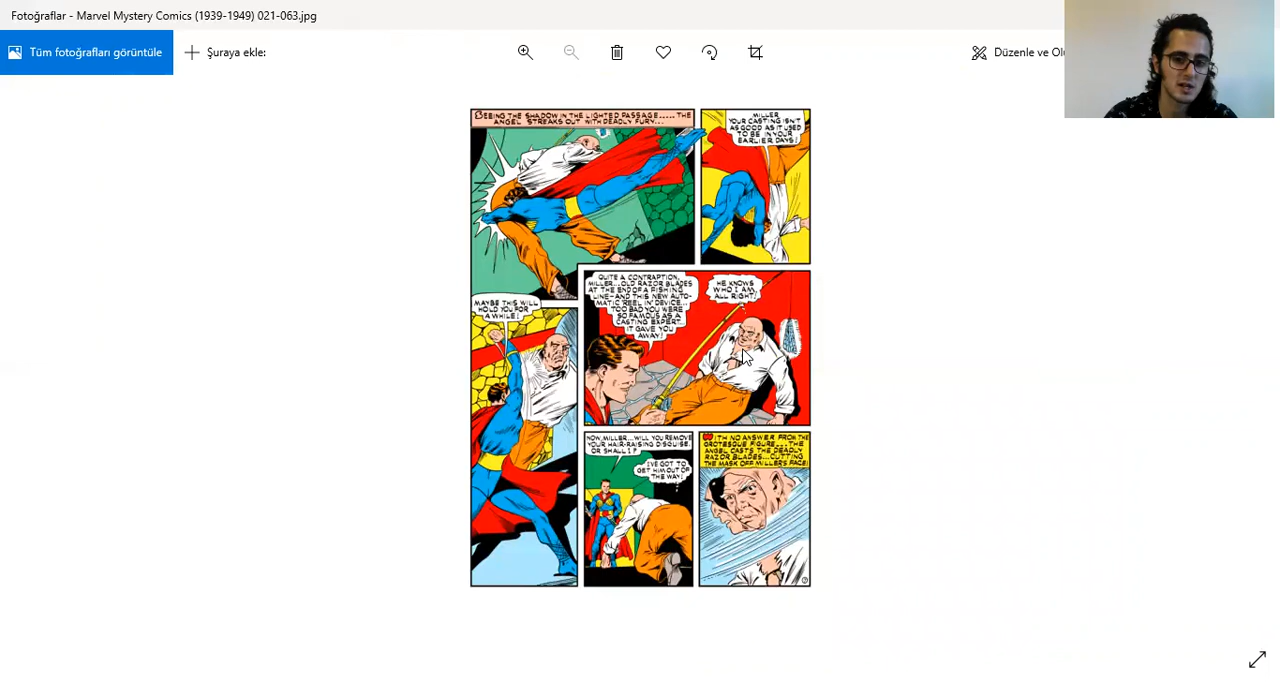 Fotoğraflar - Marvel Mystery Comics (1939-1949) 021-063.jpg
Tüm fotoğrafları görüntüle
Şuraya ekle:
Düzenle ve Ol
SEEING THE SHADOW IN THE LIGHTED PASSAGE..... THE
ANGEL STREAKS OUT WITH DEADLY FURY...
MILLER
YOUR CASTING ISN'T
AS GOOD AS IT USED
TO BE IN YOUR
EARLIER DAYS!
MAYBE THIS WILL
HOLD YOU FOR
A WHILE!
QUITE A CONTRAPTION,
MILLER...OLD RAZOR BLADES
AT THE END OF A FISHING
LINE-AND THIS NEW AUTO-
MATIC 'REEL IN' DEVICE...
TOO BAD YOU WERE
SO FAMOUS AS A
CASTING EXPERT...
IT GAVE YOU
AWAY!
HE KNOWS
WHO I AM,
ALL RIGHT!
NOW, MILLER...WILL YOU REMOVE
YOUR HAIR-RAISING DISGUISE,
OR SHALL I?
I'VE GOT TO
GET HIM OUT OF
THE WAY!
WITH NO ANSWER FROM THE
GROTESQUE FIGURE....THE
ANGEL CASTS THE DEADLY
RAZOR BLADES...CUTTING
THE MASK OFF MILLER'S FACE!